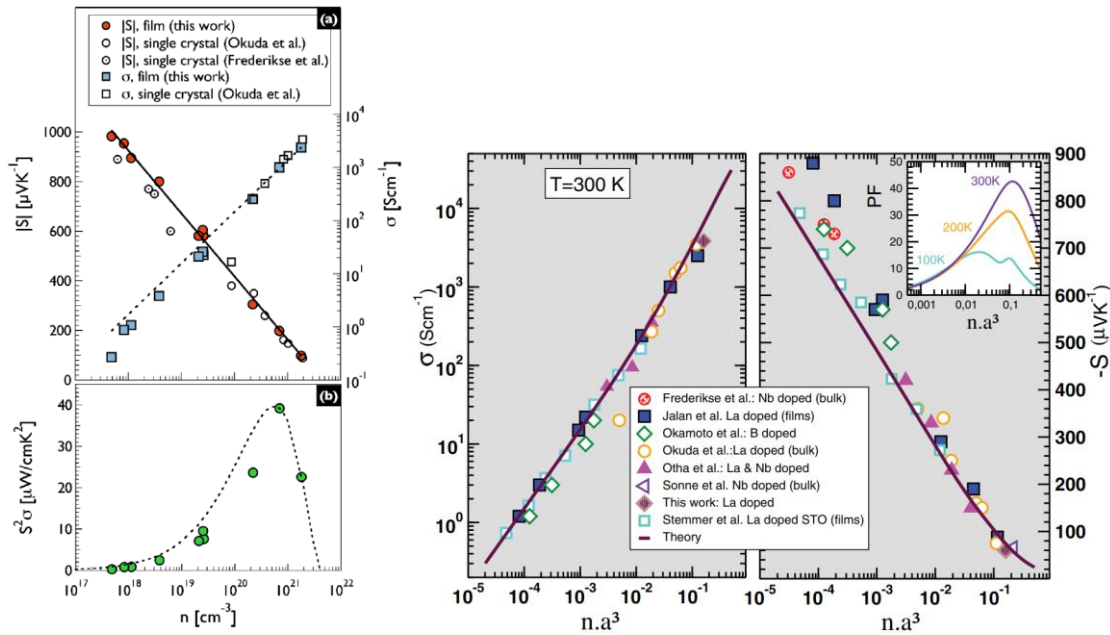 (a)
|S|, film (this work)
|S|, single crystal (Okuda et al.)
|S|, single crystal (Frederikse et al.)
σ, film (this work)
σ, single crystal (Okuda et al.)
1000
800
600
400
200
0
|S| [µVK⁻¹]
10⁴
10³
10²
10¹
10⁰
10⁻¹
σ [Scm⁻¹]
(b)
40
30
20
10
0
S²σ [µW/cmK²]
10¹⁷ 10¹⁸ 10¹⁹ 10²⁰ 10²¹ 10²²
n [cm⁻³]
T=300 K
10⁴
10³
10²
10¹
10⁰
σ (Scm⁻¹)
10⁻⁵ 10⁻⁴ 10⁻³ 10⁻² 10⁻¹
n.a³
Frederikse et al.: Nb doped (bulk)
Jalan et al. La doped (films)
Okamoto et al.: B doped
Okuda et al.:La doped (bulk)
Otha et al.: La & Nb doped
Sonne et al. Nb doped (bulk)
This work: La doped
Stemmer et al. La doped STO (films)
Theory
50
40
30
20
10
0
PF
300K
200K
100K
0,001 0,01 0,1
n.a³
900
800
700
600
500
400
300
200
100
0
-S (µVK⁻¹)
10⁻⁵ 10⁻⁴ 10⁻³ 10⁻² 10⁻¹
n.a³